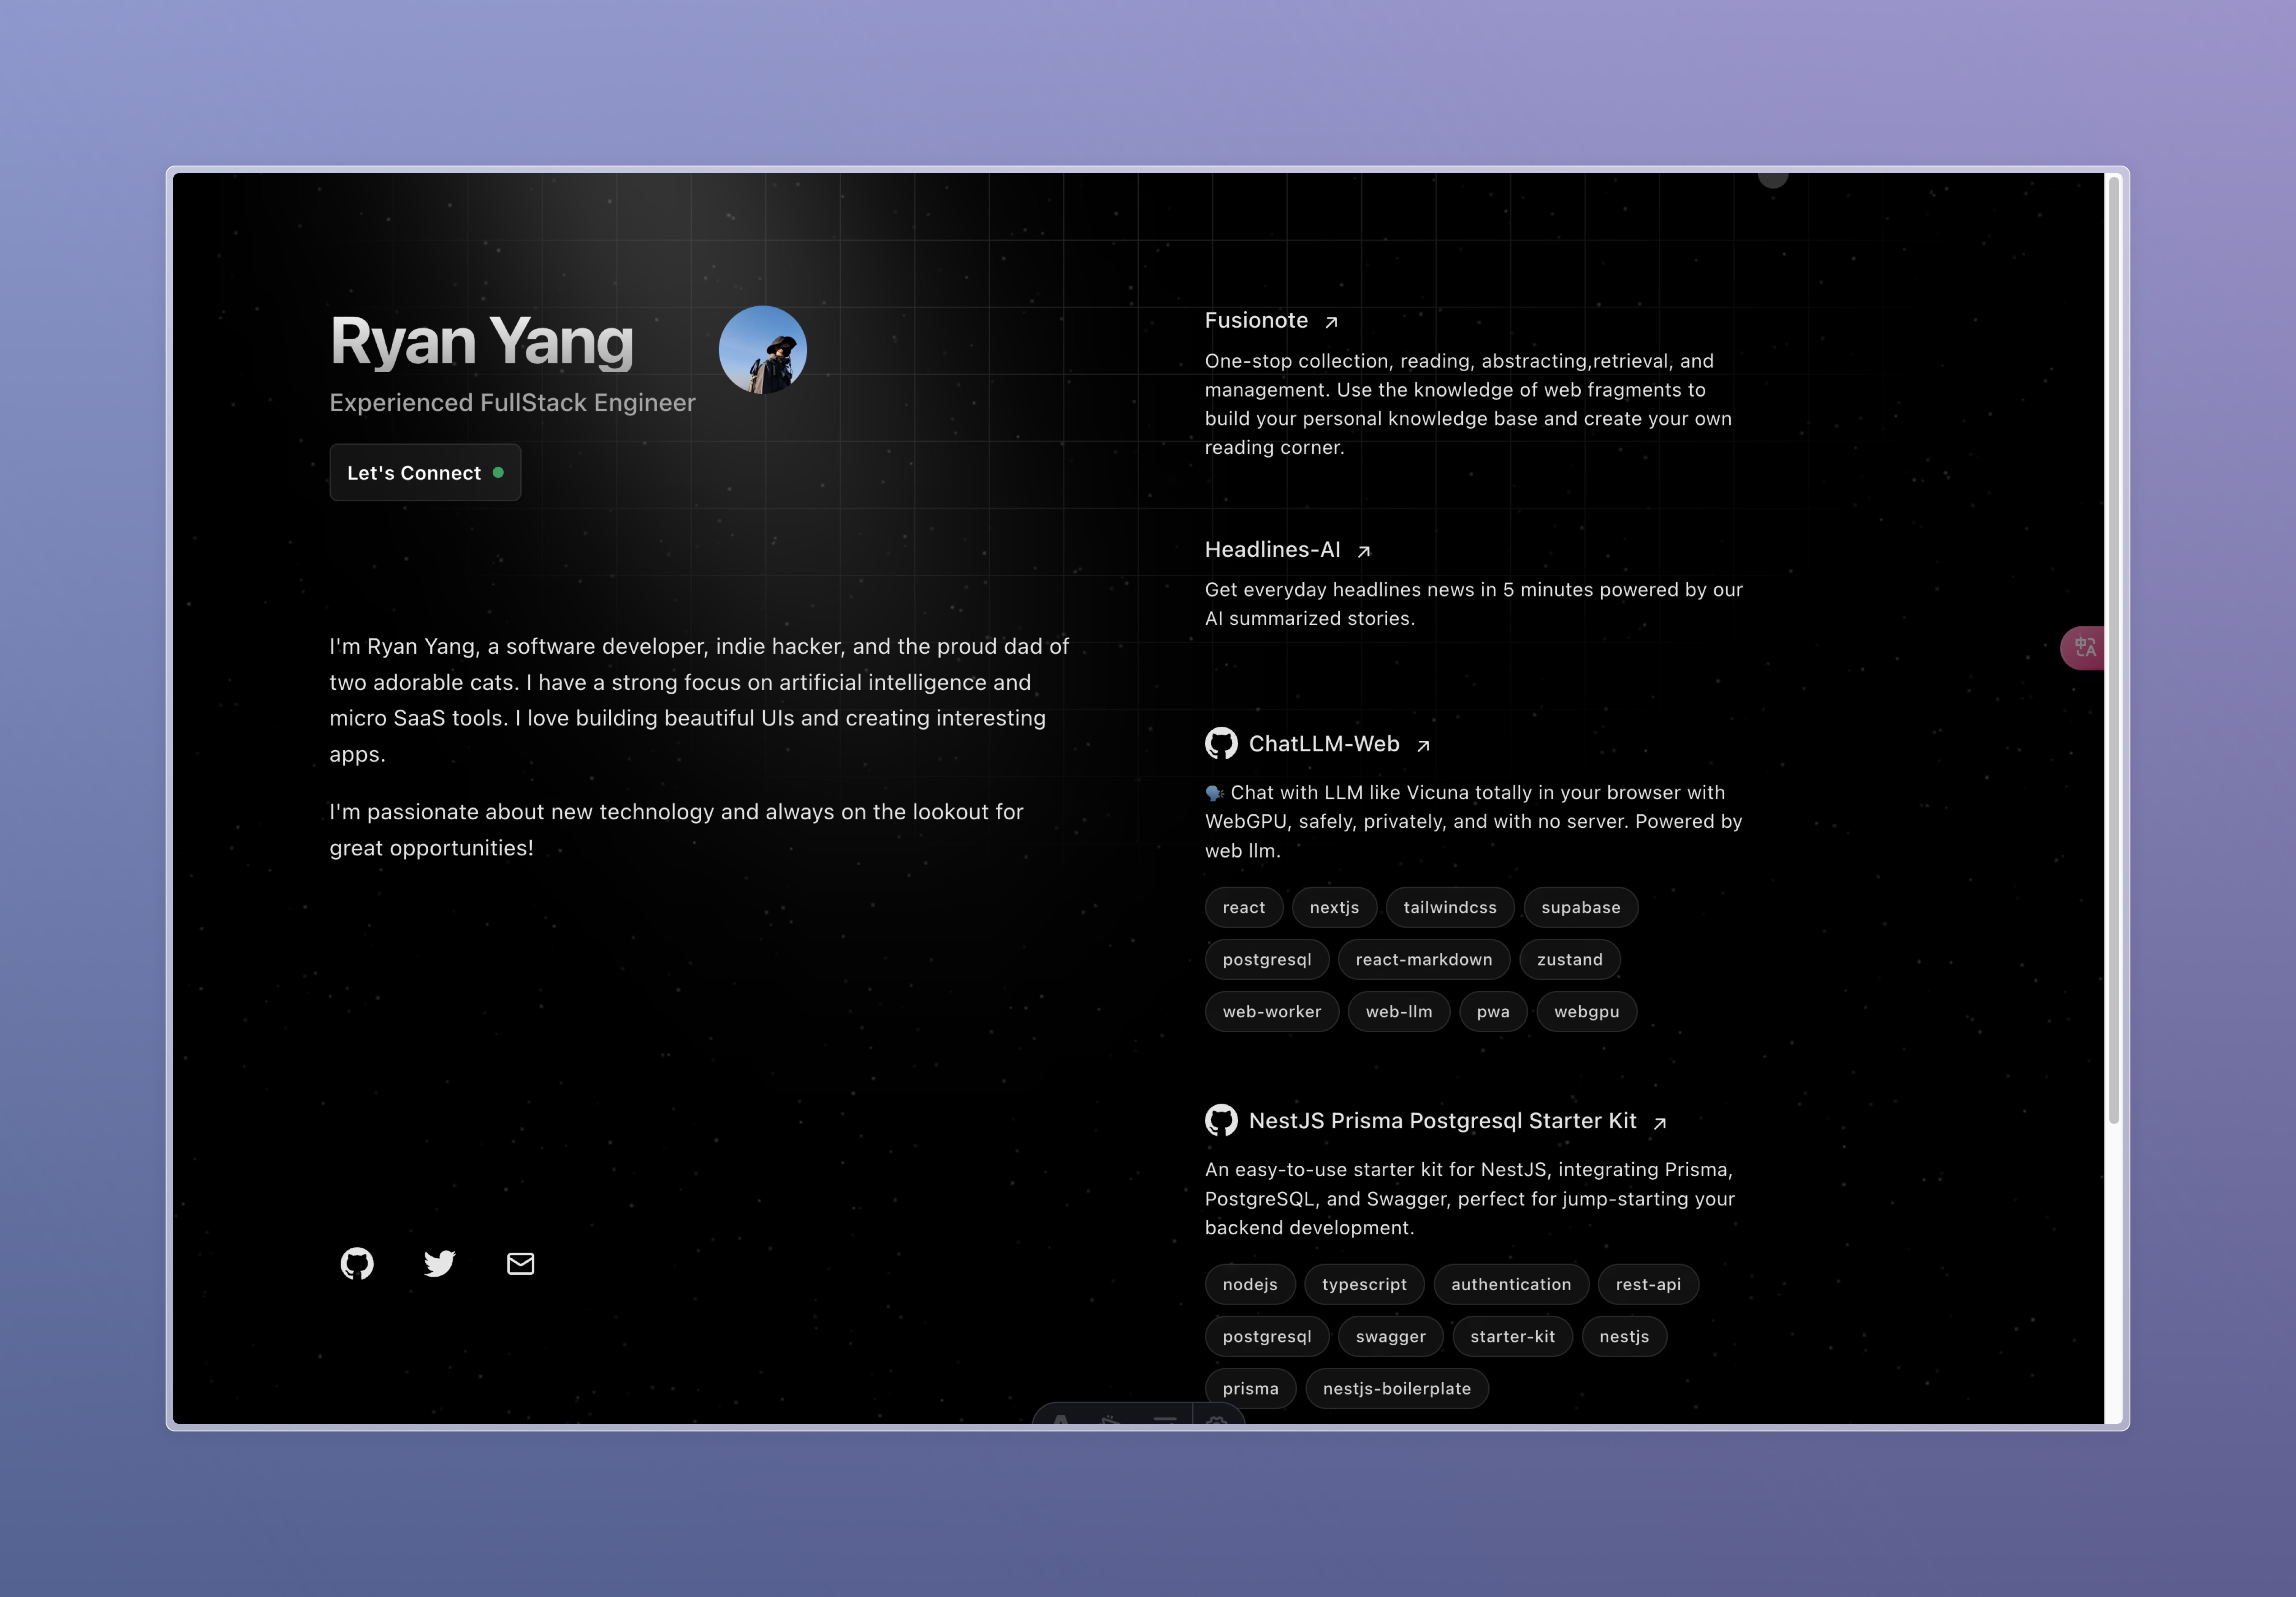 Ryan Yang
Experienced FullStack Engineer
Let's Connect
I'm Ryan Yang, a software developer, indie hacker, and the proud dad of
two adorable cats. I have a strong focus on artificial intelligence and
micro SaaS tools. I love building beautiful UIs and creating interesting
apps.
I'm passionate about new technology and always on the lookout for
great opportunities!
Fusionote
One-stop collection, reading, abstracting,retrieval, and
management. Use the knowledge of web fragments to
build your personal knowledge base and create your own
reading corner.
Headlines-AI
Get everyday headlines news in 5 minutes powered by our
AI summarized stories.
ChatLLM-Web
🗣️ Chat with LLM like Vicuna totally in your browser with
WebGPU, safely, privately, and with no server. Powered by
web llm.
react nextjs tailwindcss supabase
postgresql react-markdown zustand
web-worker web-llm pwa webgpu
NestJS Prisma Postgresql Starter Kit
An easy-to-use starter kit for NestJS, integrating Prisma,
PostgreSQL, and Swagger, perfect for jump-starting your
backend development.
nodejs typescript authentication rest-api
postgresql swagger starter-kit nestjs
prisma nestjs-boilerplate
中A